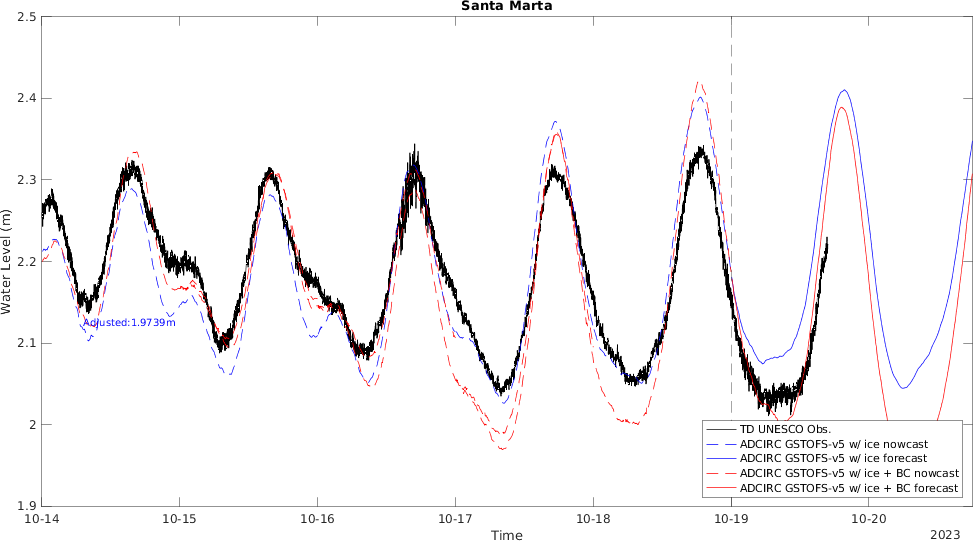 Santa Marta
2.5
2.4
2.3
2.2
2.1
2
1.9
Water Level (m)
Adjusted:1.9739m
TD UNESCO Obs.
ADCIRC GSTOFS-v5 w/ ice nowcast
ADCIRC GSTOFS-v5 w/ ice forecast
ADCIRC GSTOFS-v5 w/ ice + BC nowcast
ADCIRC GSTOFS-v5 w/ ice + BC forecast
10-14 10-15 10-16 10-17 10-18 10-19 10-20
Time
2023